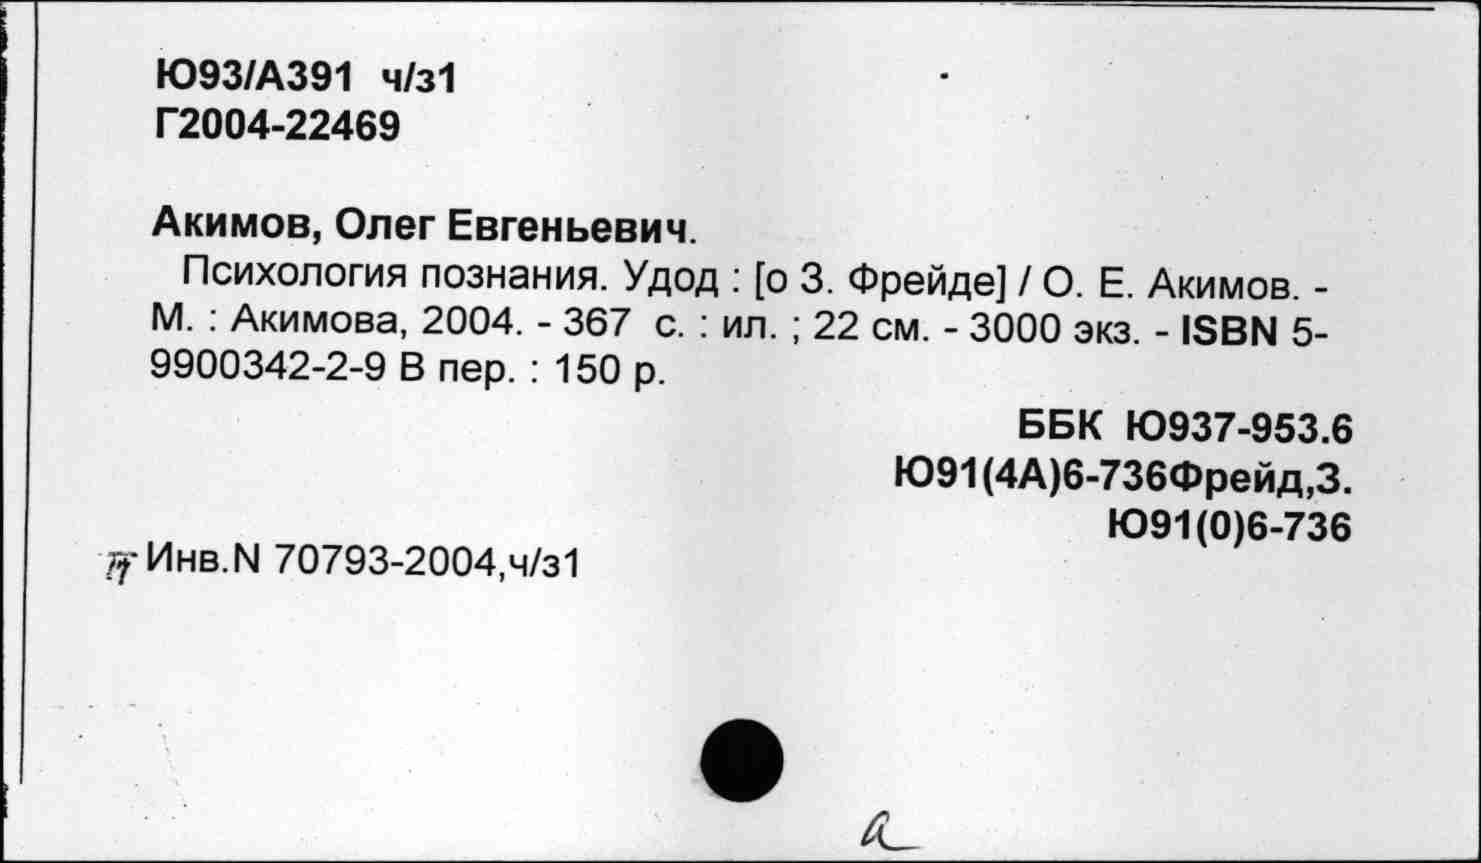 Ю93/А391 ч/з1
Г2004-22469
Акимов, Олег Евгеньевич.
Психология познания. Удод : [о З. Фрейде] / О. Е. Акимов. -
М. : Акимова, 2004. - 367 с. : ил. ; 22 см. - 3000 экз. - ISBN 5-
9900342-2-9 В пер. : 150 р.
ББК Ю937-953.6
Ю91(4А)6-736Фрейд,З.
Ю91(0)6-736
Инв.N 70793-2004,ч/з1
а